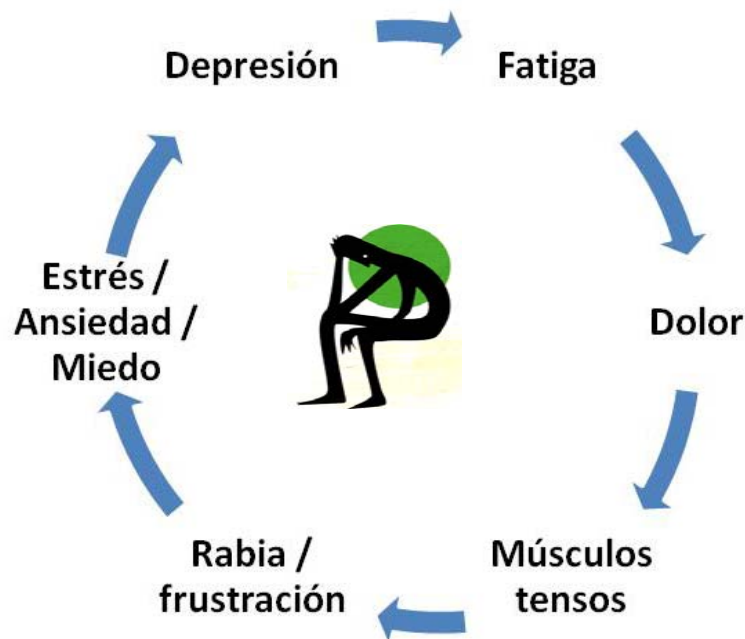 Depresión
Fatiga
Dolor
Músculos
tensos
Rabia /
frustración
Estrés /
Ansiedad /
Miedo